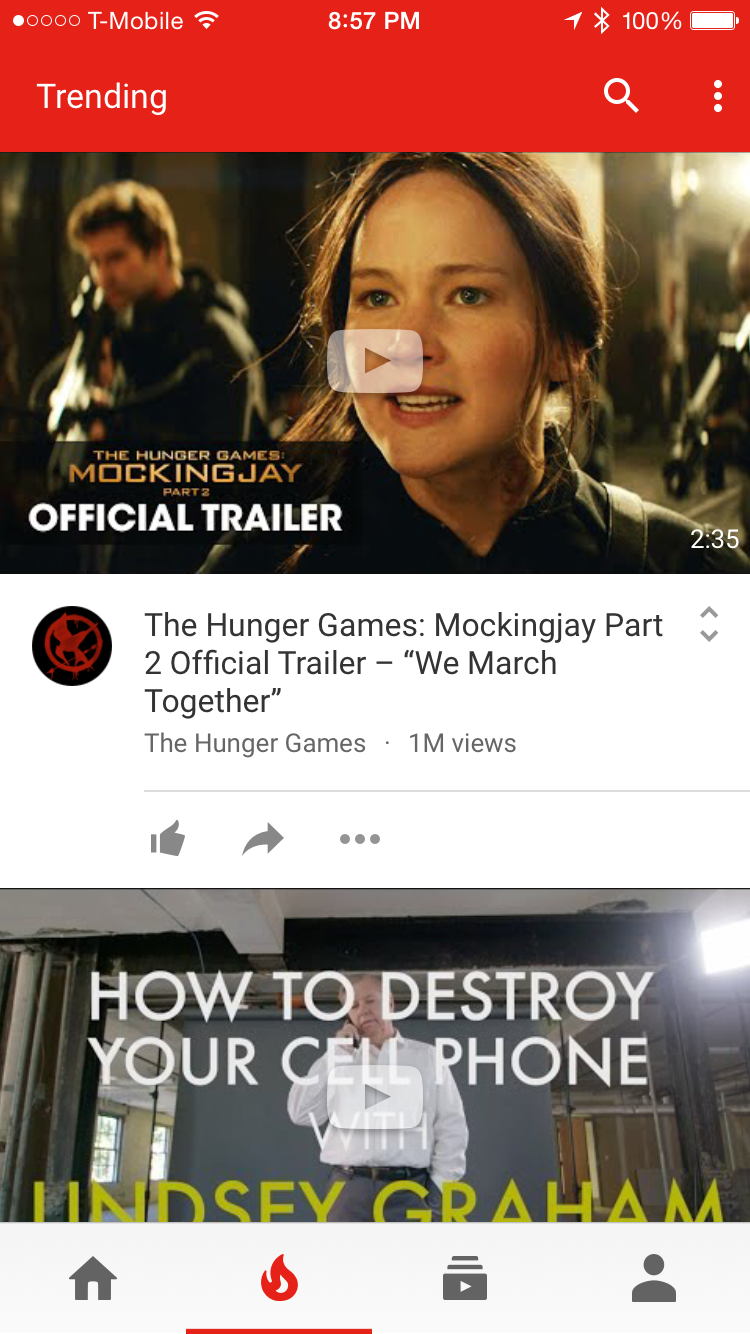 T-Mobile 8:57 PM 100%
Trending
THE HUNGER GAMES:
MOCKINGJAY
PART 2
OFFICIAL TRAILER
2:35
The Hunger Games: Mockingjay Part
2 Official Trailer – “We March
Together”
The Hunger Games · 1M views
HOW TO DESTROY
YOUR CELL PHONE
WITH
LINDSEY GRAHAM